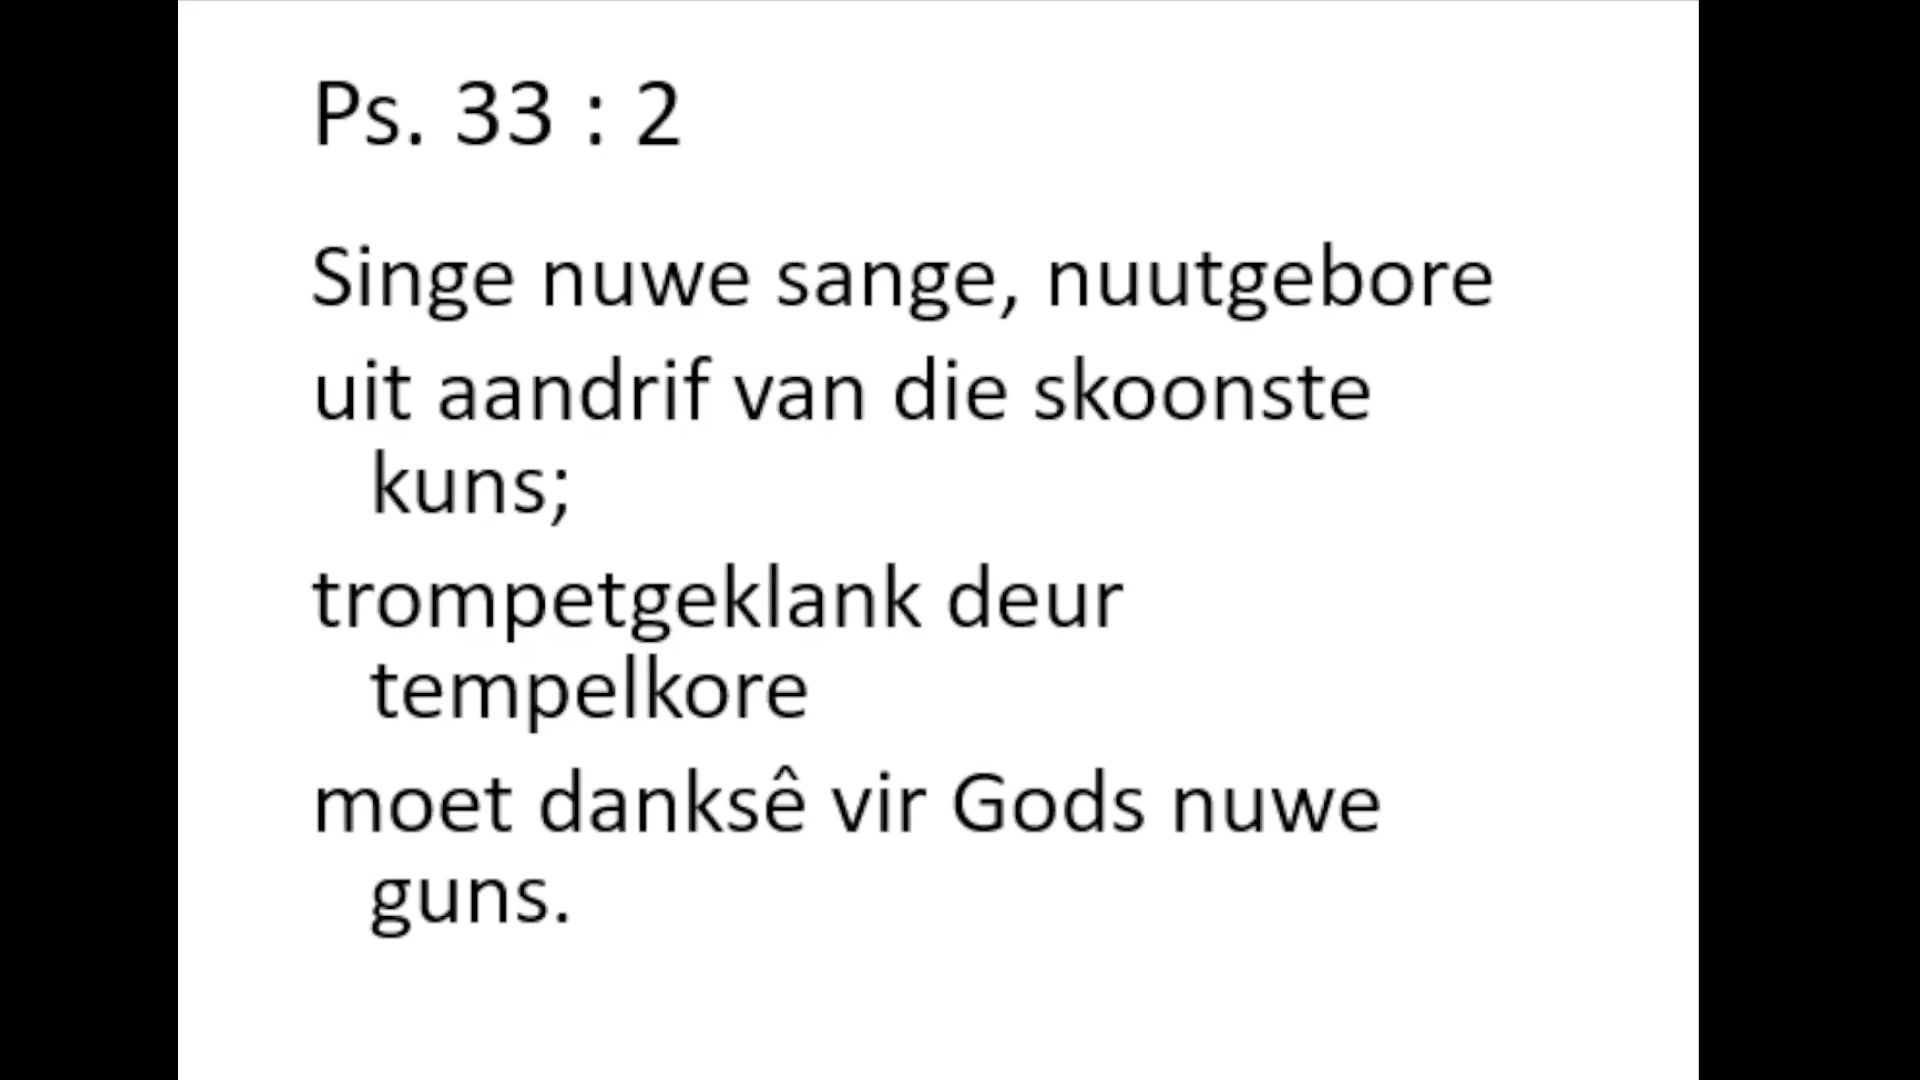 Ps. 33 : 2
Singe nuwe sange, nuutgebore
uit aandrif van die skoonste
kuns;
trompetgeklank deur
tempelkore
moet danksê vir Gods nuwe
guns.